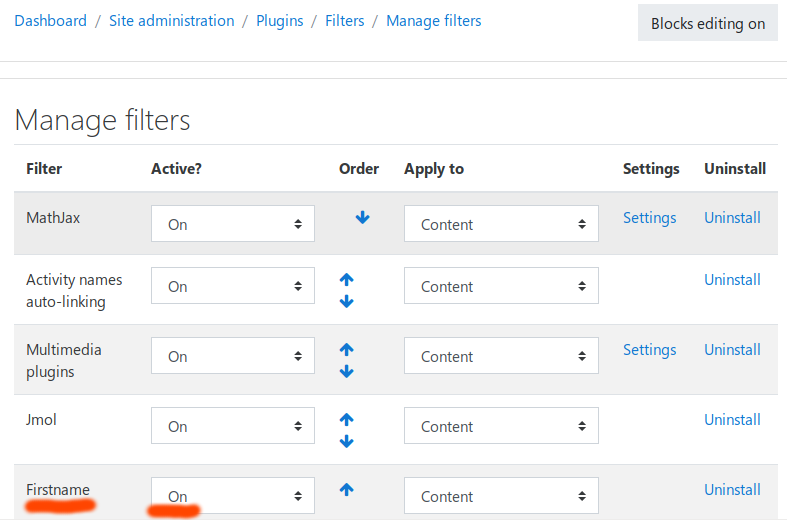 Dashboard / Site administration / Plugins / Filters / Manage filters
Blocks editing on
Manage filters
Filter Active? Order Apply to Settings Uninstall
MathJax On Content Settings Uninstall
Activity names On Content Uninstall
auto-linking
Multimedia On Content Settings Uninstall
plugins
Jmol On Content Uninstall
Firstname On Content Uninstall